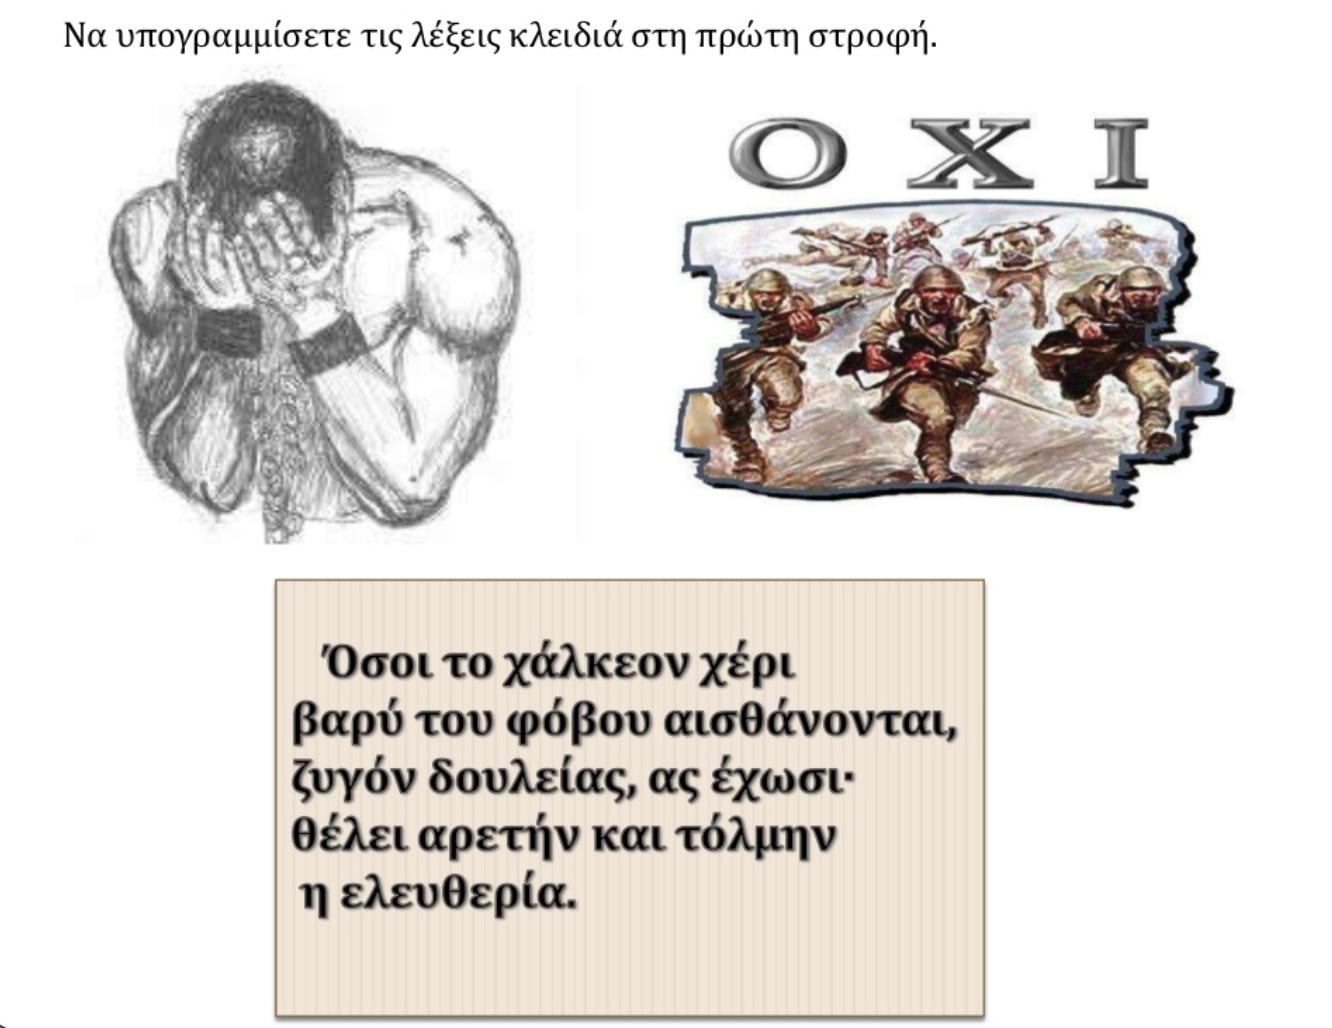 Να υπογραμμίσετε τις λέξεις κλειδιά στη πρώτη στροφή.
Ο Χ Ι
Όσοι το χάλκεον χέρι
βαρύ του φόβου αισθάνονται,
ζυγόν δουλείας, ας έχωσι·
θέλει αρετήν και τόλμην
η ελευθερία.